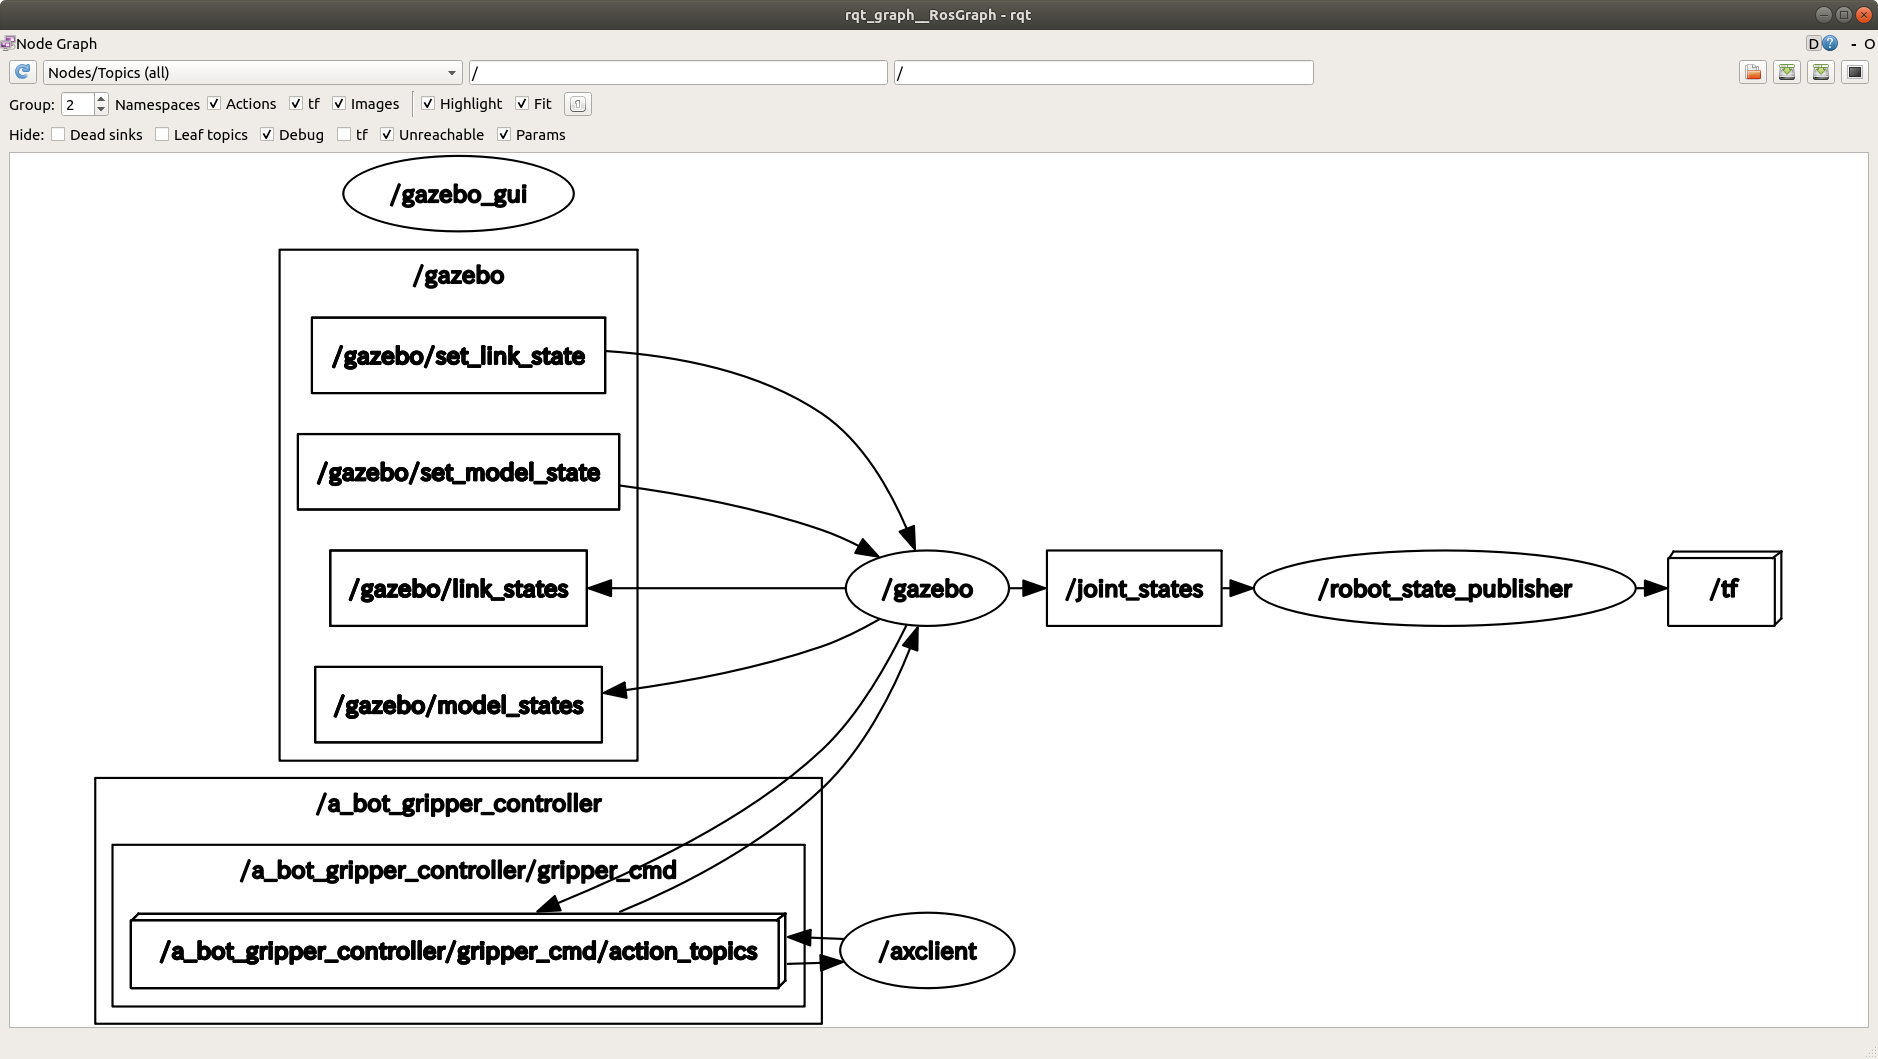 rqt_graph__RosGraph - rqt
Node Graph D ? - O
Nodes/Topics (all) / /
Group: 2 Namespaces Actions tf Images Highlight Fit
Hide: Dead sinks Leaf topics Debug tf Unreachable Params
/gazebo_gui
/gazebo
/gazebo/set_link_state
/gazebo/set_model_state
/gazebo/link_states
/gazebo
/joint_states
/robot_state_publisher
/tf
/gazebo/model_states
/a_bot_gripper_controller
/a_bot_gripper_controller/gripper_cmd
/a_bot_gripper_controller/gripper_cmd/action_topics
/axclient